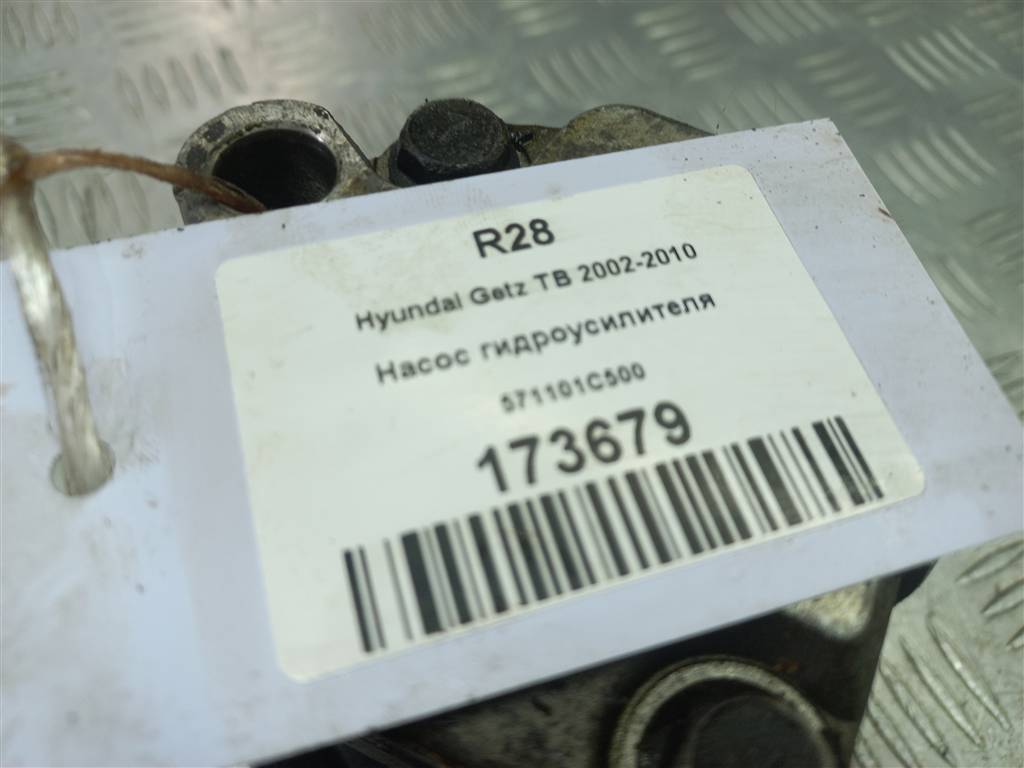 R28
Hyundai Getz TB 2002-2010
Насос гидроусилителя
571101C500
173679